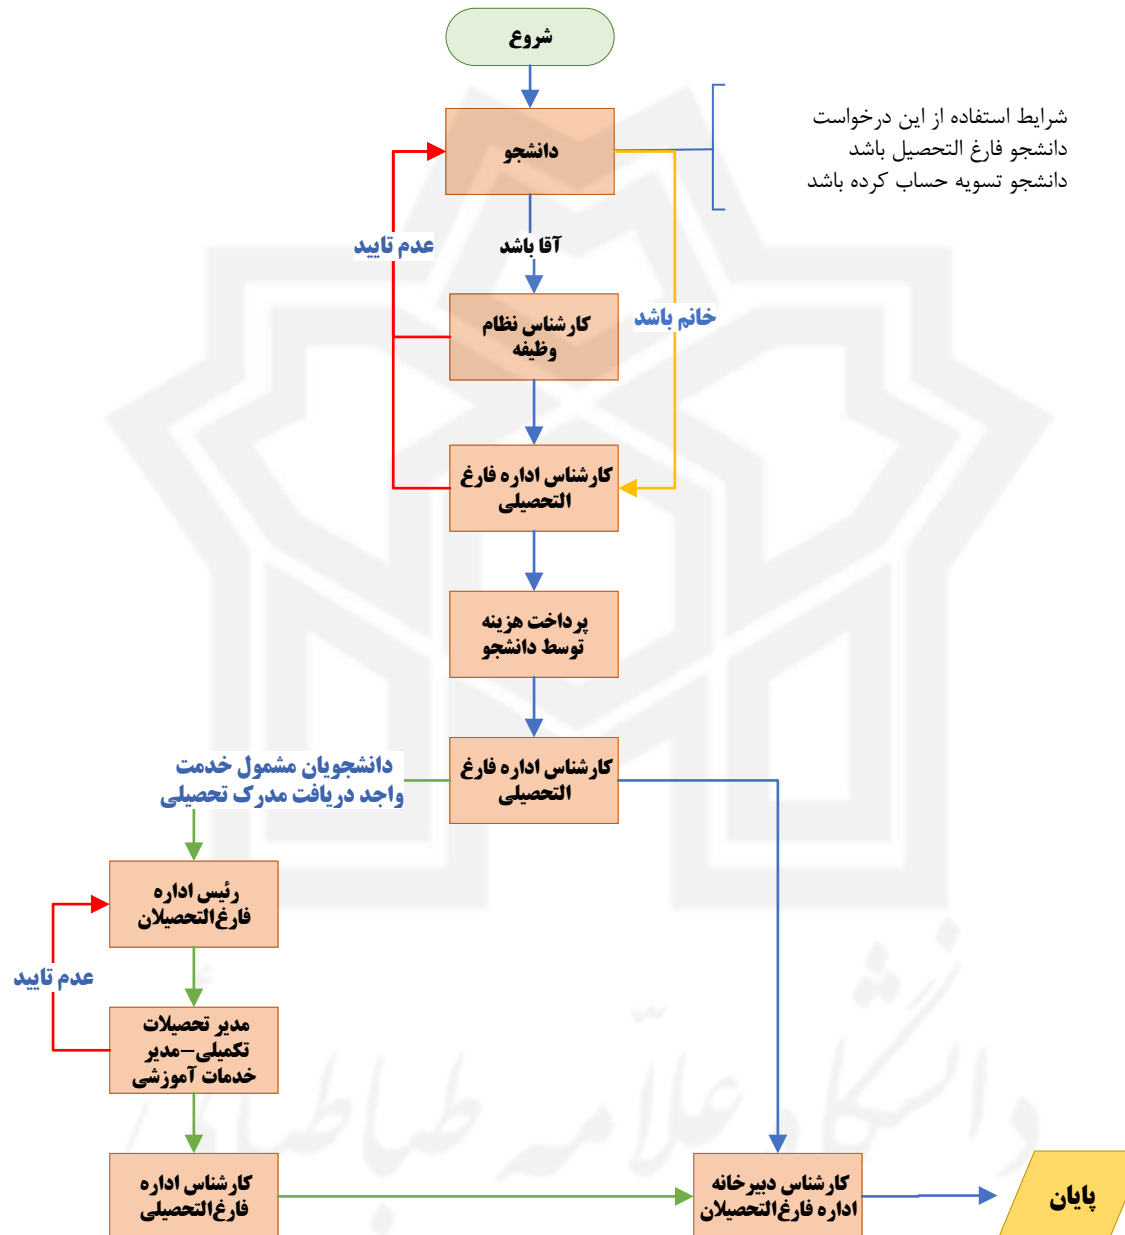 شروع
شرایط استفاده از این درخواست
دانشجو فارغ التحصیل باشد
دانشجو تسویه حساب کرده باشد
دانشجو
آقا باشد
عدم تایید
خانم باشد
کارشناس نظام
وظیفه
کارشناس اداره فارغ
التحصیلی
پرداخت هزینه
توسط دانشجو
کارشناس اداره فارغ
التحصیلی
دانشجویان مشمول خدمت
واجد دریافت مدرک تحصیلی
رئیس اداره
فارغ‌التحصیلان
عدم تایید
مدیر تحصیلات
تکمیلی-مدیر
خدمات آموزشی
کارشناس اداره
فارغ‌التحصیلی
کارشناس دبیرخانه
اداره فارغ‌التحصیلان
پایان
دانشگاه علامه طباطبائی